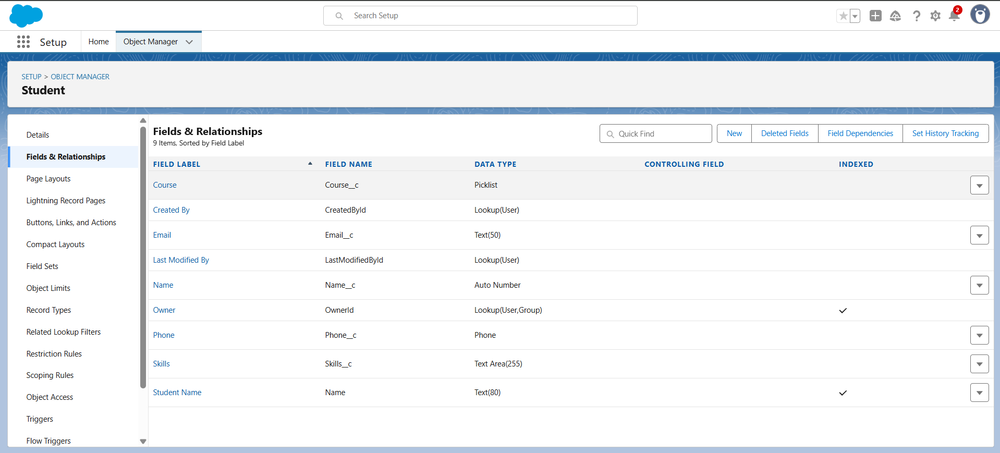 Search Setup
2
Setup
Home
Object Manager
SETUP > OBJECT MANAGER
Student
Details
Fields & Relationships
Page Layouts
Lightning Record Pages
Buttons, Links, and Actions
Compact Layouts
Field Sets
Object Limits
Record Types
Related Lookup Filters
Restriction Rules
Scoping Rules
Object Access
Triggers
Flow Triggers
Fields & Relationships
9 Items, Sorted by Field Label
Quick Find
New
Deleted Fields
Field Dependencies
Set History Tracking
FIELD LABEL FIELD NAME DATA TYPE CONTROLLING FIELD INDEXED
Course Course__c Picklist
Created By CreatedById Lookup(User)
Email Email__c Text(50)
Last Modified By LastModifiedById Lookup(User)
Name Name__c Auto Number
Owner OwnerId Lookup(User,Group)
Phone Phone__c Phone
Skills Skills__c Text Area(255)
Student Name Name Text(80)